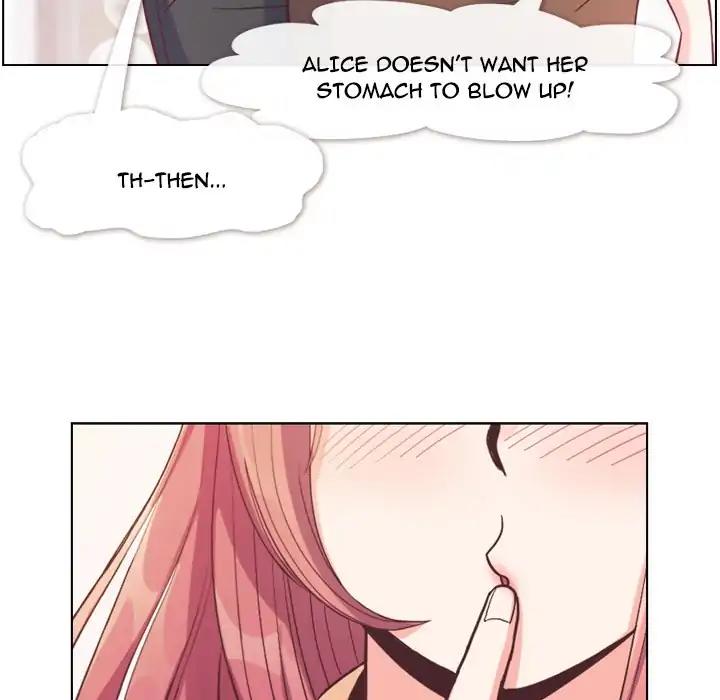 ALICE DOESN'T WANT HER
STOMACH TO BLOW UP!
TH-THEN...